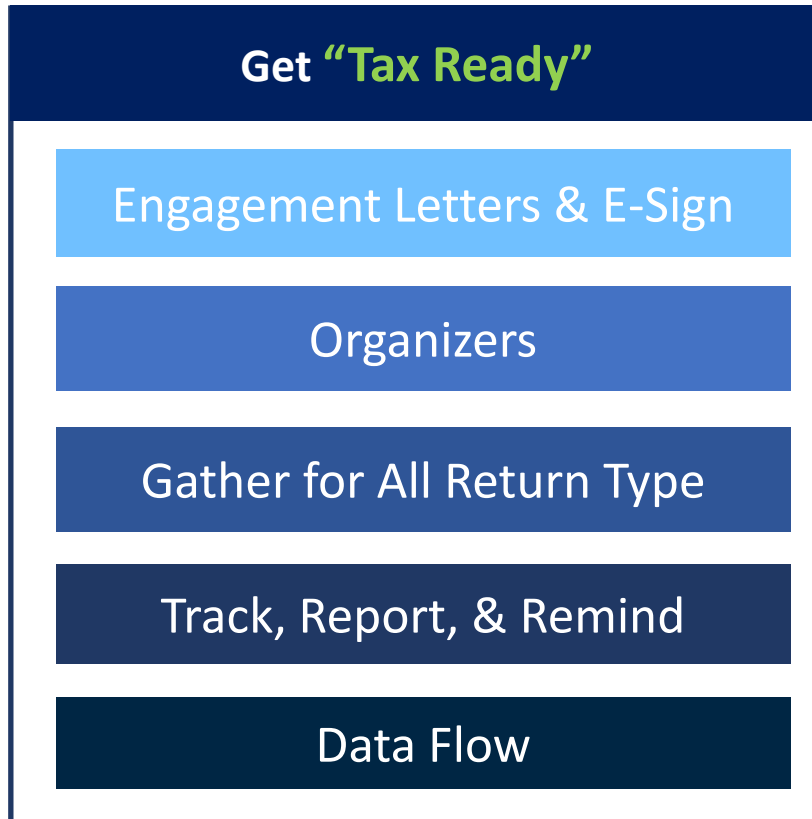 Get “Tax Ready”
Engagement Letters & E-Sign
Organizers
Gather for All Return Type
Track, Report, & Remind
Data Flow